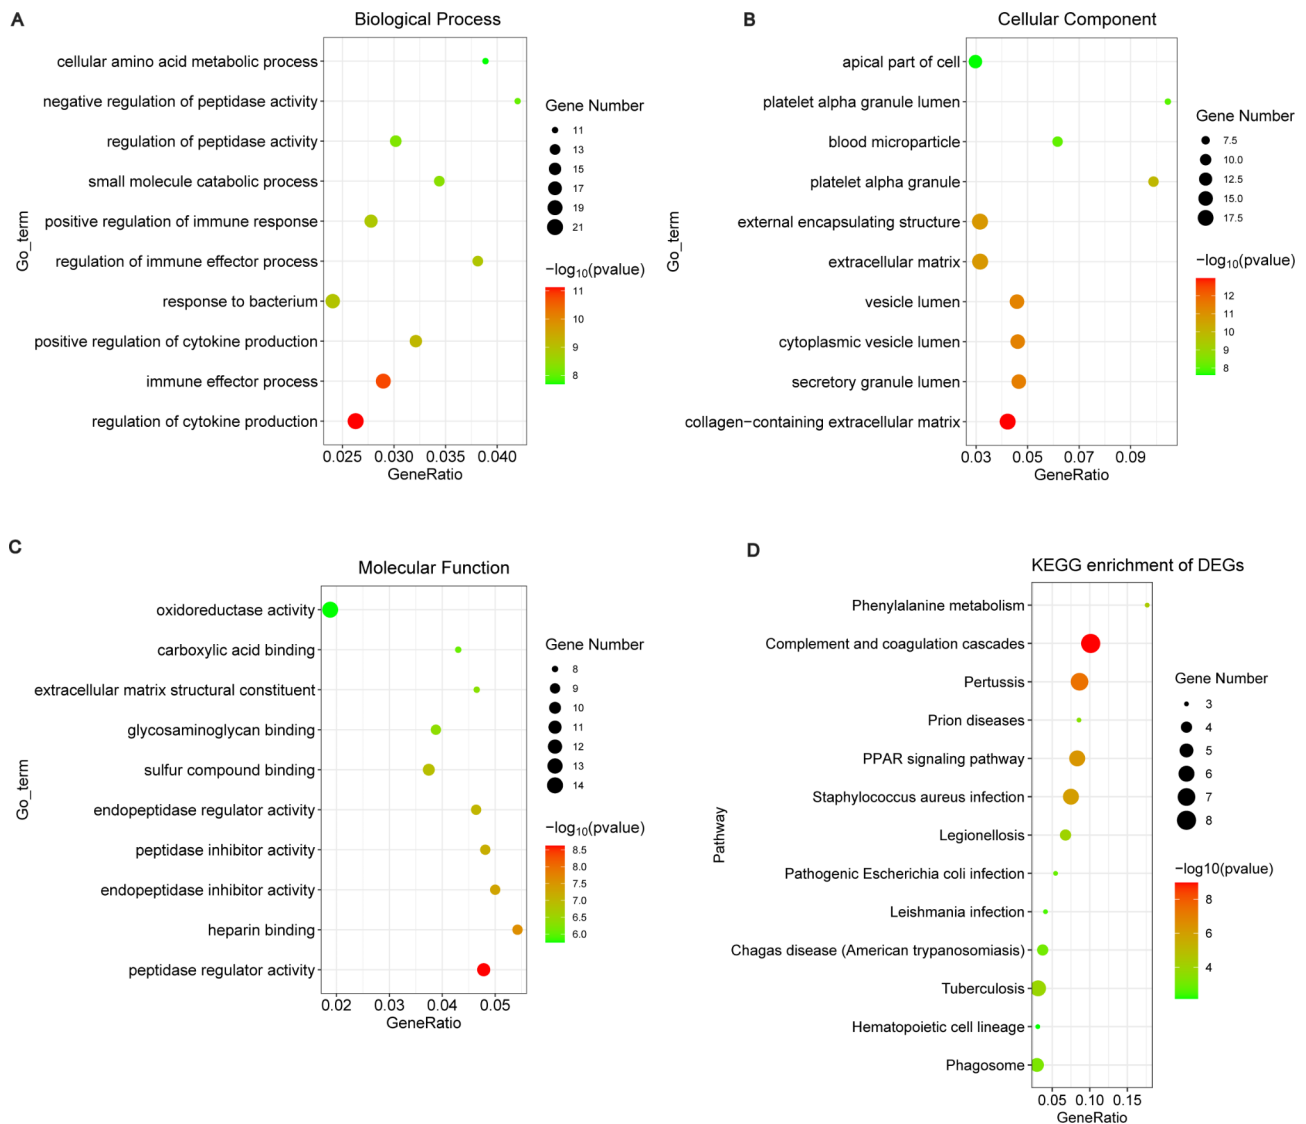 A
Biological Process
cellular amino acid metabolic process
negative regulation of peptidase activity
regulation of peptidase activity
small molecule catabolic process
positive regulation of immune response
regulation of immune effector process
response to bacterium
positive regulation of cytokine production
immune effector process
regulation of cytokine production
Go_term
0.025 0.030 0.035 0.040
GeneRatio
Gene Number
11
13
15
17
19
21
−log10(pvalue)
11
10
9
8
B
Cellular Component
apical part of cell
platelet alpha granule lumen
blood microparticle
platelet alpha granule
external encapsulating structure
extracellular matrix
vesicle lumen
cytoplasmic vesicle lumen
secretory granule lumen
collagen−containing extracellular matrix
Go_term
0.03 0.05 0.07 0.09
GeneRatio
Gene Number
7.5
10.0
12.5
15.0
17.5
−log10(pvalue)
12
11
10
9
8
C
Molecular Function
oxidoreductase activity
carboxylic acid binding
extracellular matrix structural constituent
glycosaminoglycan binding
sulfur compound binding
endopeptidase regulator activity
peptidase inhibitor activity
endopeptidase inhibitor activity
heparin binding
peptidase regulator activity
Go_term
0.02 0.03 0.04 0.05
GeneRatio
Gene Number
8
9
10
11
12
13
14
−log10(pvalue)
8.5
8.0
7.5
7.0
6.5
6.0
D
KEGG enrichment of DEGs
Phenylalanine metabolism
Complement and coagulation cascades
Pertussis
Prion diseases
PPAR signaling pathway
Staphylococcus aureus infection
Legionellosis
Pathogenic Escherichia coli infection
Leishmania infection
Chagas disease (American trypanosomiasis)
Tuberculosis
Hematopoietic cell lineage
Phagosome
Pathway
0.05 0.10 0.15
GeneRatio
Gene Number
3
4
5
6
7
8
−log10(pvalue)
8
6
4